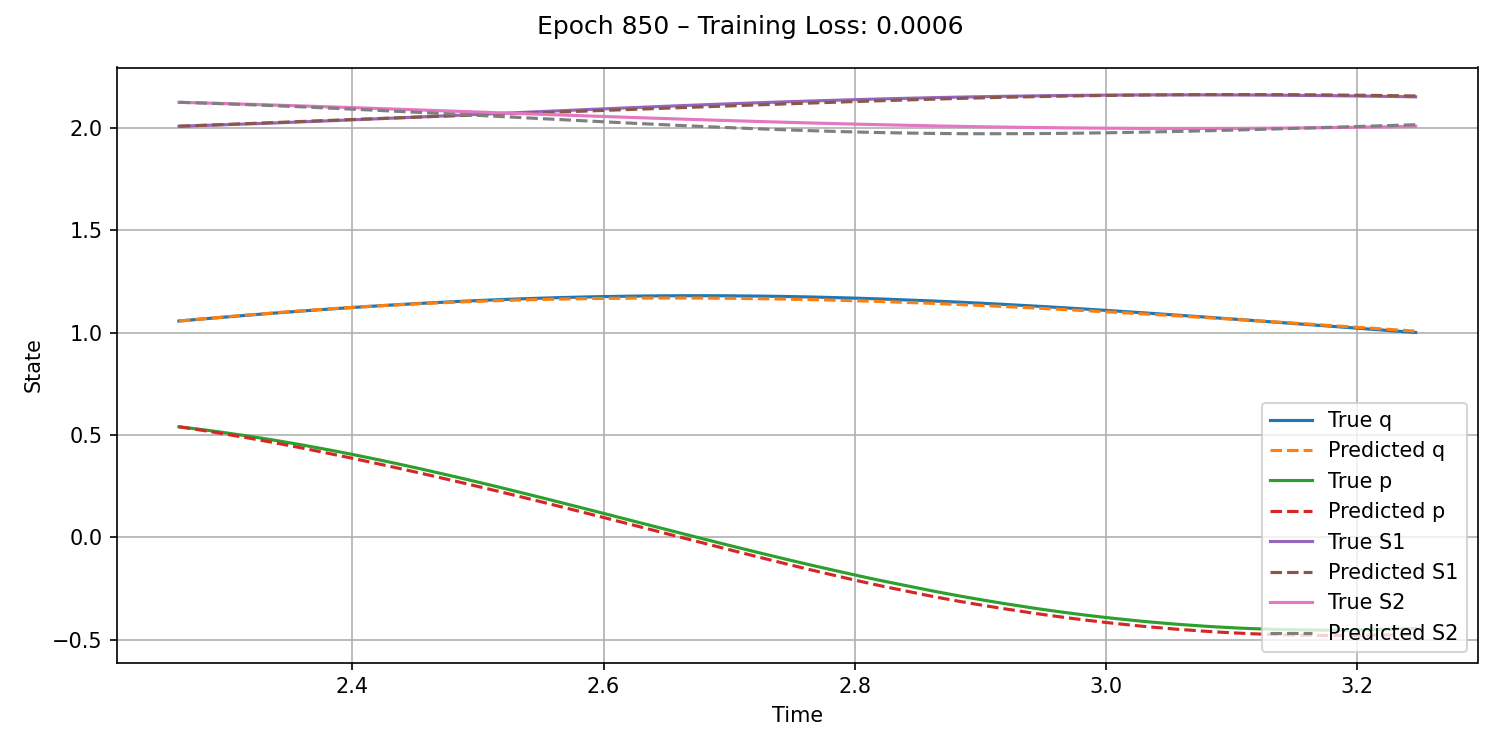 Epoch 850 – Training Loss: 0.0006
State
2.0
1.5
1.0
0.5
0.0
−0.5
True q
Predicted q
True p
Predicted p
True S1
Predicted S1
True S2
Predicted S2
2.4 2.6 2.8 3.0 3.2
Time